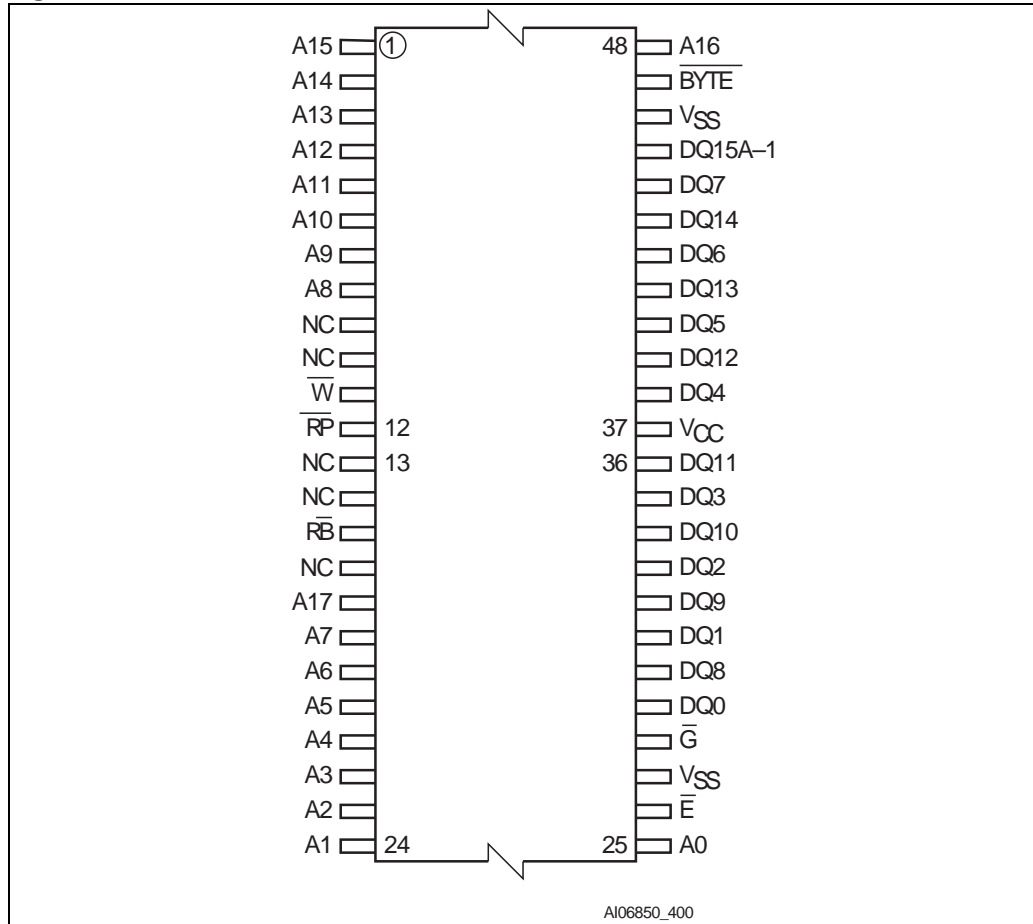 A15 1 48 A16
A14 B̅Y̅T̅E̅
A13 VSS
A12 DQ15A–1
A11 DQ7
A10 DQ14
A9 DQ6
A8 DQ13
NC DQ5
NC DQ12
W̅ DQ4
R̅P̅ 12 37 VCC
NC 13 36 DQ11
NC DQ3
RB̅ DQ10
NC DQ2
A17 DQ9
A7 DQ1
A6 DQ8
A5 DQ0
A4 G̅
A3 VSS
A2 E̅
A1 24 25 A0
AI06850_400